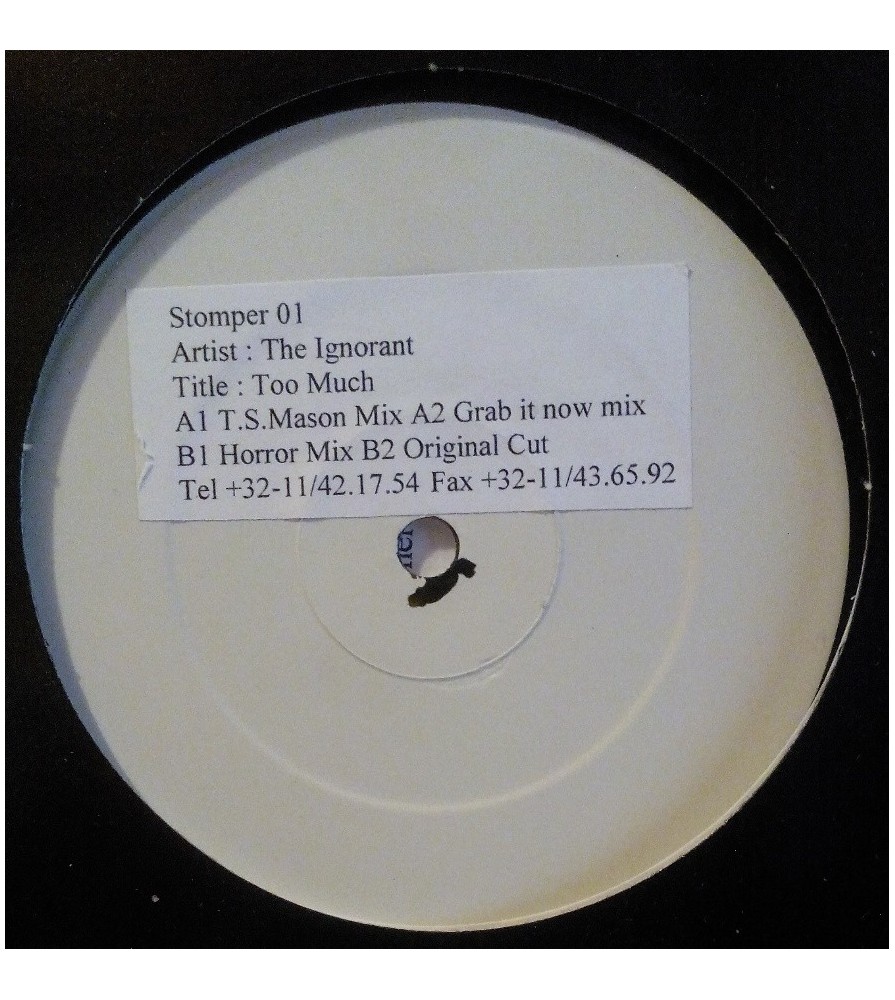 Stomper 01
Artist : The Ignorant
Title : Too Much
A1 T.S.Mason Mix A2 Grab it now mix
B1 Horror Mix B2 Original Cut
Tel +32-11/42.17.54 Fax +32-11/43.65.92